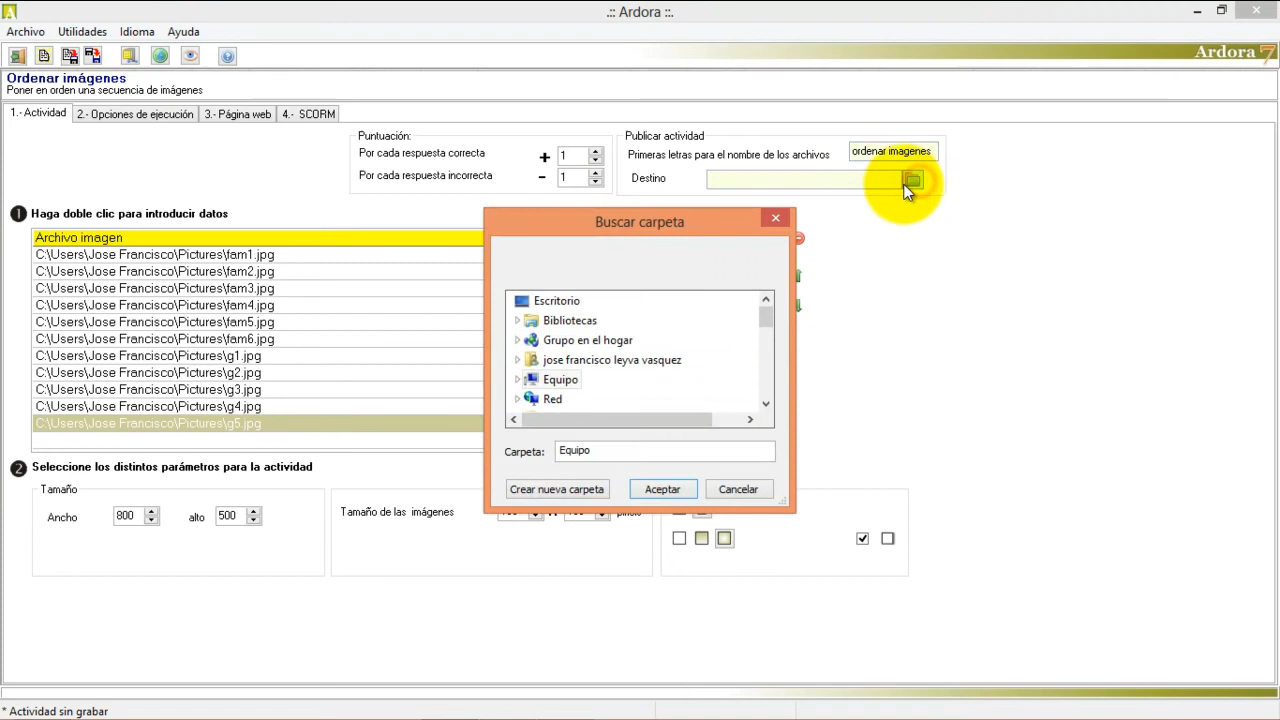 .:: Ardora ::.
Archivo Utilidades Idioma Ayuda
Ardora 7
Ordenar imágenes
Poner en orden una secuencia de imágenes
1.- Actividad 2.- Opciones de ejecución 3.- Página web 4.- SCORM
Puntuación:
Por cada respuesta correcta + 1
Por cada respuesta incorrecta - 1
Publicar actividad
Primeras letras para el nombre de los archivos ordenar imagenes
Destino
1 Haga doble clic para introducir datos
Archivo imagen
C:\Users\Jose Francisco\Pictures\fam1.jpg
C:\Users\Jose Francisco\Pictures\fam2.jpg
C:\Users\Jose Francisco\Pictures\fam3.jpg
C:\Users\Jose Francisco\Pictures\fam4.jpg
C:\Users\Jose Francisco\Pictures\fam5.jpg
C:\Users\Jose Francisco\Pictures\fam6.jpg
C:\Users\Jose Francisco\Pictures\g1.jpg
C:\Users\Jose Francisco\Pictures\g2.jpg
C:\Users\Jose Francisco\Pictures\g3.jpg
C:\Users\Jose Francisco\Pictures\g4.jpg
C:\Users\Jose Francisco\Pictures\g5.jpg
Buscar carpeta
Escritorio
Bibliotecas
Grupo en el hogar
jose francisco leyva vasquez
Equipo
Red
Carpeta: Equipo
Crear nueva carpeta Aceptar Cancelar
2 Seleccione los distintos parámetros para la actividad
Tamaño
Ancho 800 alto 500
Tamaño de las imágenes
* Actividad sin grabar